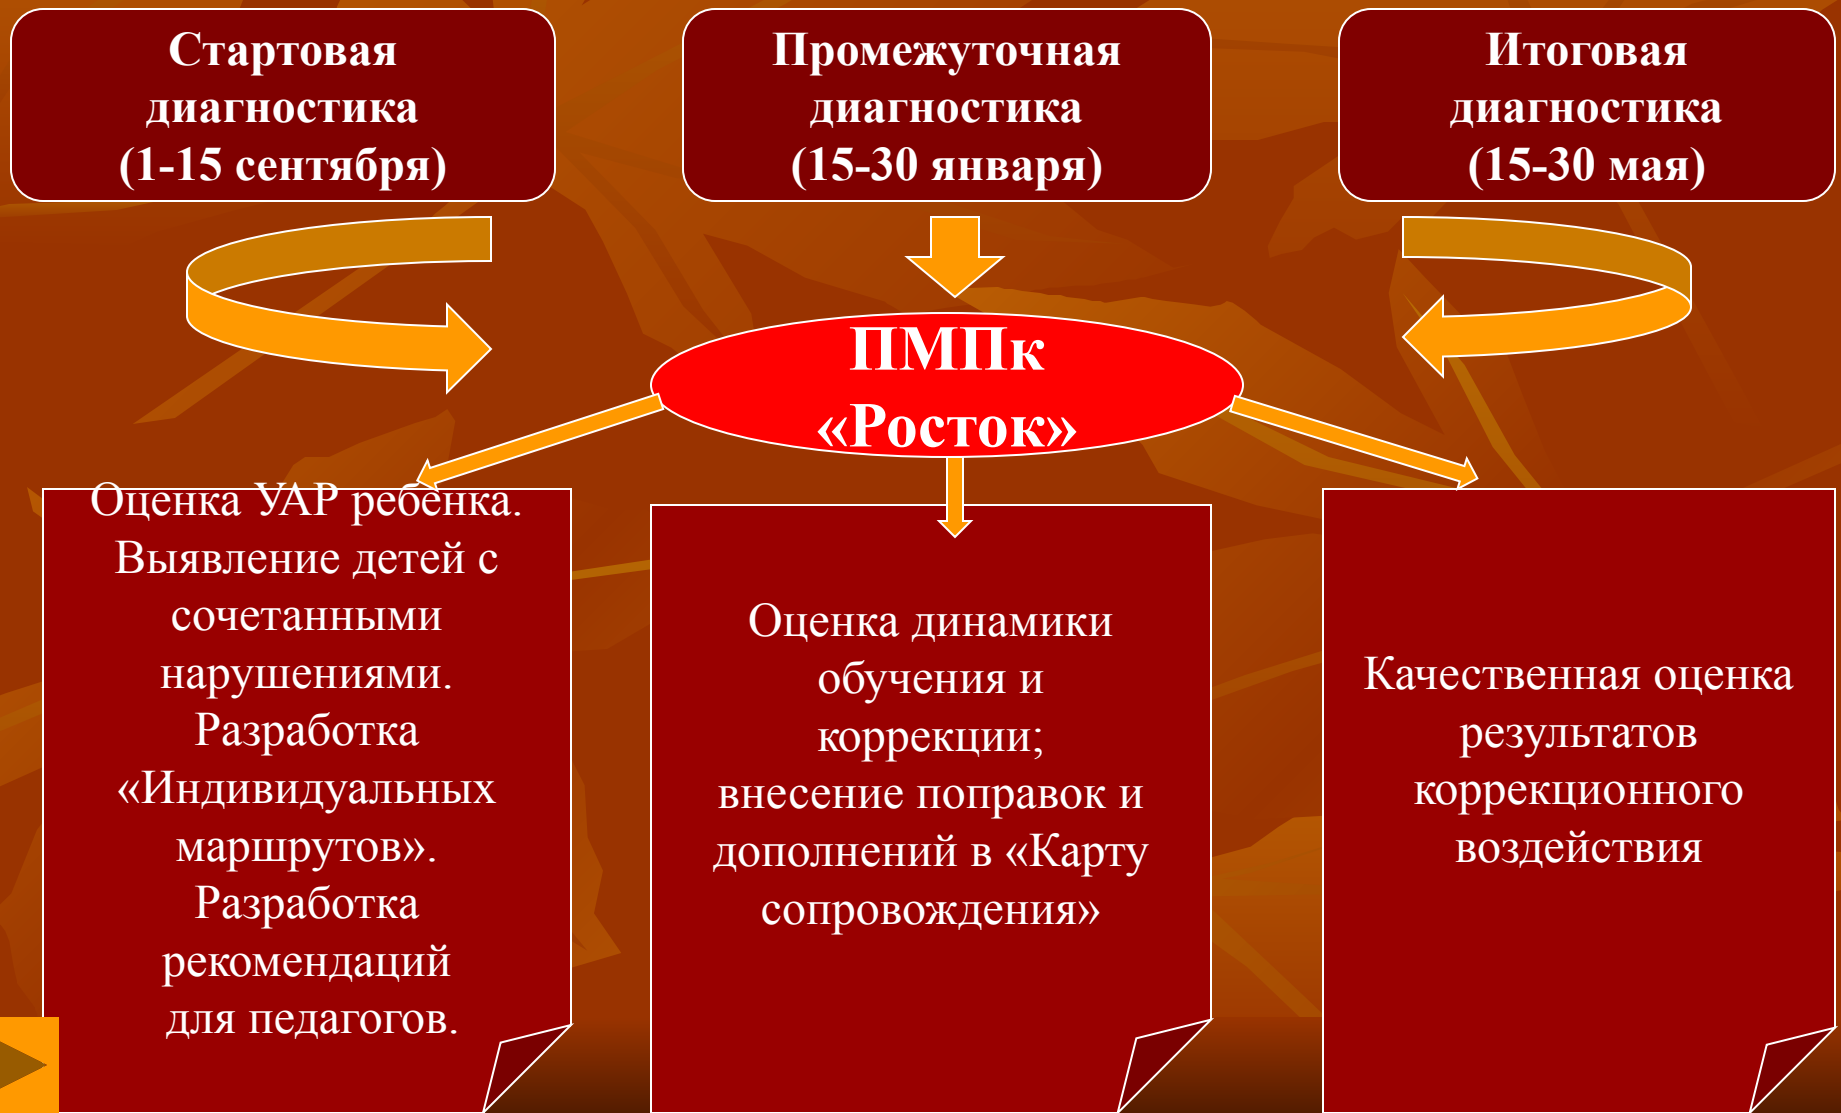 Стартовая
диагностика
(1-15 сентября)
Промежуточная
диагностика
(15-30 января)
Итоговая
диагностика
(15-30 мая)
ПМПк
«Росток»
Оценка УАР ребенка.
Выявление детей с
сочетанными
нарушениями.
Разработка
«Индивидуальных
маршрутов».
Разработка
рекомендаций
для педагогов.
Оценка динамики
обучения и
коррекции;
внесение поправок и
дополнений в «Карту
сопровождения»
Качественная оценка
результатов
коррекционного
воздействия